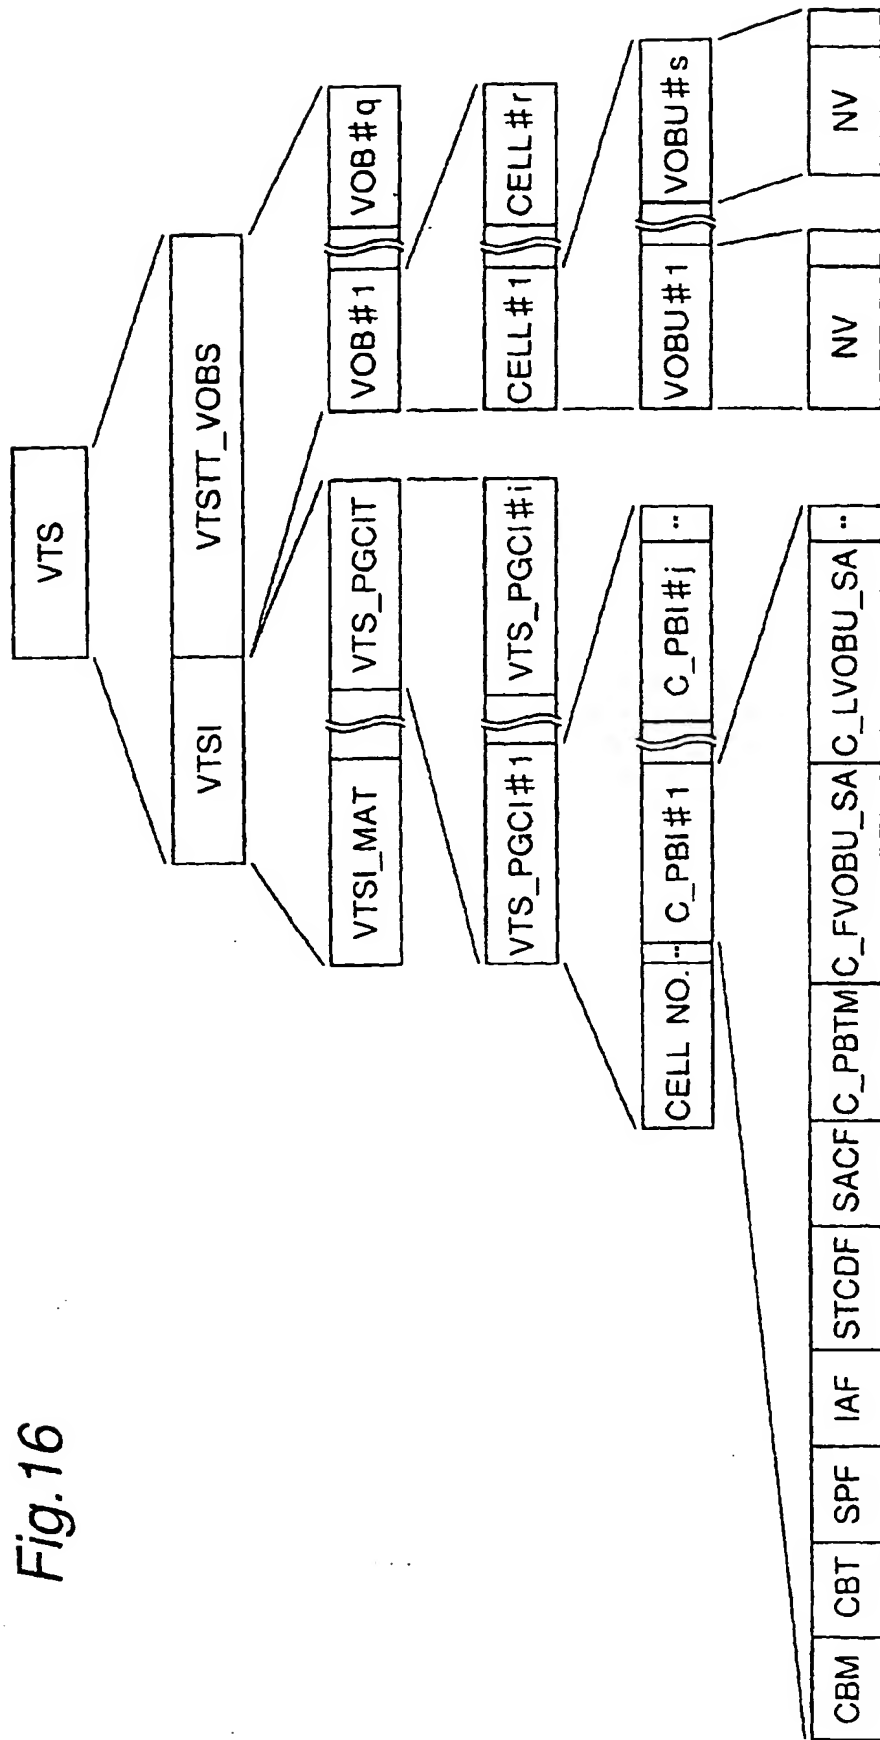 Fig.16
VTS
VTSI VTSTT_VOBS
VTSI_MAT VTS_PGCIT VOB#1 VOB#q
VTS_PGCI#1 VTS_PGCI#i CELL#1 CELL#r
CELL NO. -- C_PBI#1 C_PBI#j -- VOBU#1 VOBU#s
CBM CBT SPF IAF STCDF SACF C_PBTM C_FVOBU_SA C_LVOBU_SA -- NV NV